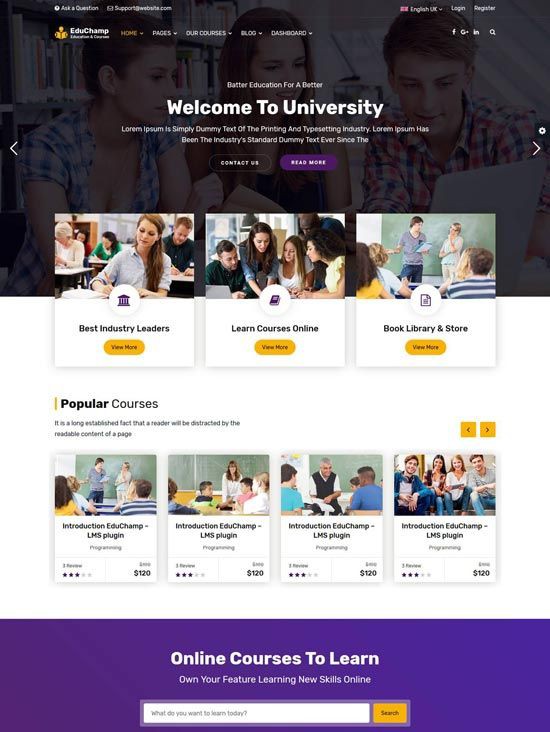 Ask a Question Support@website.com English UK Login Register
EduChamp
Education & Courses
HOME PAGES OUR COURSES BLOG DASHBOARD
Batter Education For A Better
Welcome To University
Lorem Ipsum Is Simply Dummy Text Of The Printing And Typesetting Industry. Lorem Ipsum Has
Been The Industry's Standard Dummy Text Ever Since The
CONTACT US READ MORE
Best Industry Leaders Learn Courses Online Book Library & Store
View More View More View More
Popular Courses
It is a long established fact that a reader will be distracted by the
readable content of a page
Introduction EduChamp – Introduction EduChamp – Introduction EduChamp – Introduction EduChamp –
LMS plugin LMS plugin LMS plugin LMS plugin
Programming Programming Programming Programming
3 Review 3 Review 3 Review 3 Review
$120 $120 $120 $120
Online Courses To Learn
Own Your Feature Learning New Skills Online
What do you want to learn today? Search